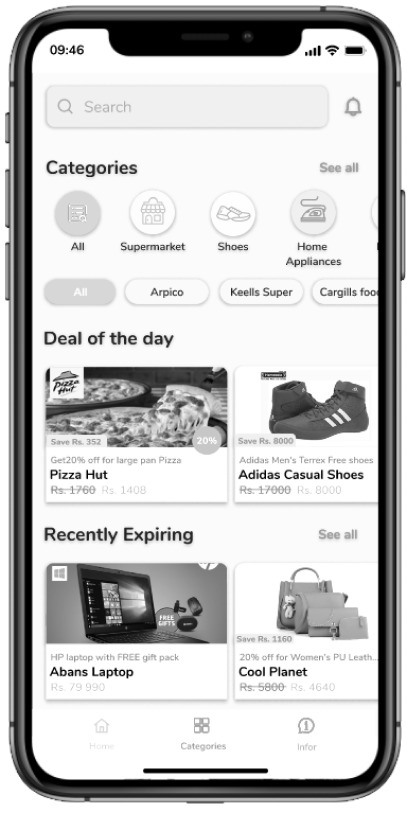 09:46
Search
Categories
See all
All
Supermarket
Shoes
Home
Appliances
All
Arpico
Keells Super
Cargills foo
Deal of the day
Pizza
Hut
Save Rs. 352
20%
Save Rs. 8000
Get20% off for large pan Pizza
Adidas Men's Terrex Free shoes
Pizza Hut
Adidas Casual Shoes
Rs. 1760 Rs. 1408
Rs. 17000 Rs. 8000
Recently Expiring
See all
FREE
GIFTS
Save Rs. 1160
HP laptop with FREE gift pack
20% off for Women's PU Leath...
Abans Laptop
Cool Planet
Rs. 79 990
Rs. 5800 Rs. 4640
Home
Categories
Infor